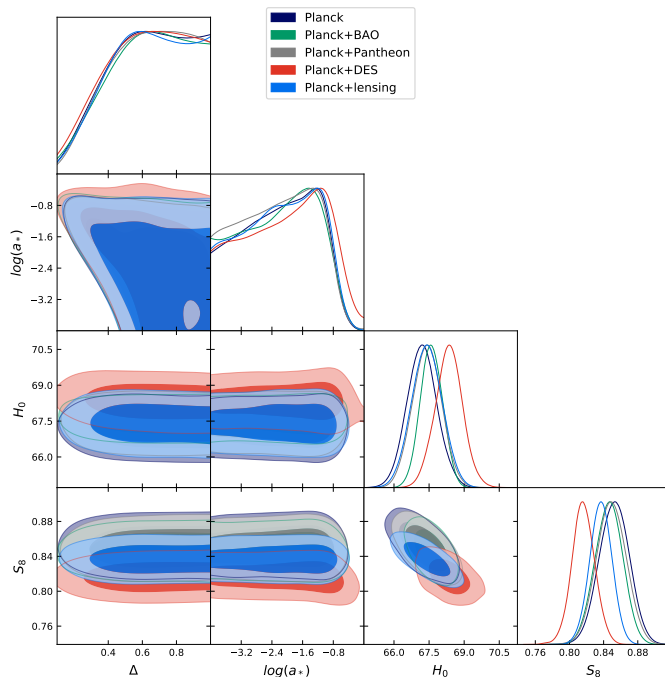 Planck
Planck+BAO
Planck+Pantheon
Planck+DES
Planck+lensing
−0.8
−1.6
−2.4
−3.2
log(a*)
70.5
69.0
67.5
66.0
H₀
0.88
0.84
0.80
0.76
S₈
0.4 0.6 0.8
−3.2 −2.4 −1.6 −0.8
66.0 67.5 69.0 70.5
0.76 0.80 0.84 0.88
Δ
log(a*)
H₀
S₈